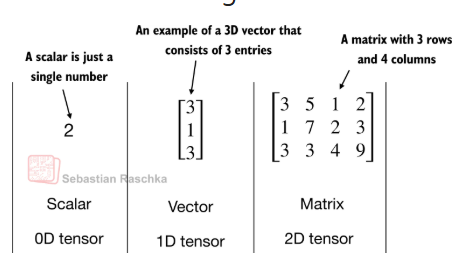 An example of a 3D vector that
consists of 3 entries
A scalar is just a
single number
A matrix with 3 rows
and 4 columns
2
3
1
3
3 5 1 2
1 7 2 3
3 3 4 9
Sebastian Raschka
Scalar
Vector
Matrix
0D tensor
1D tensor
2D tensor